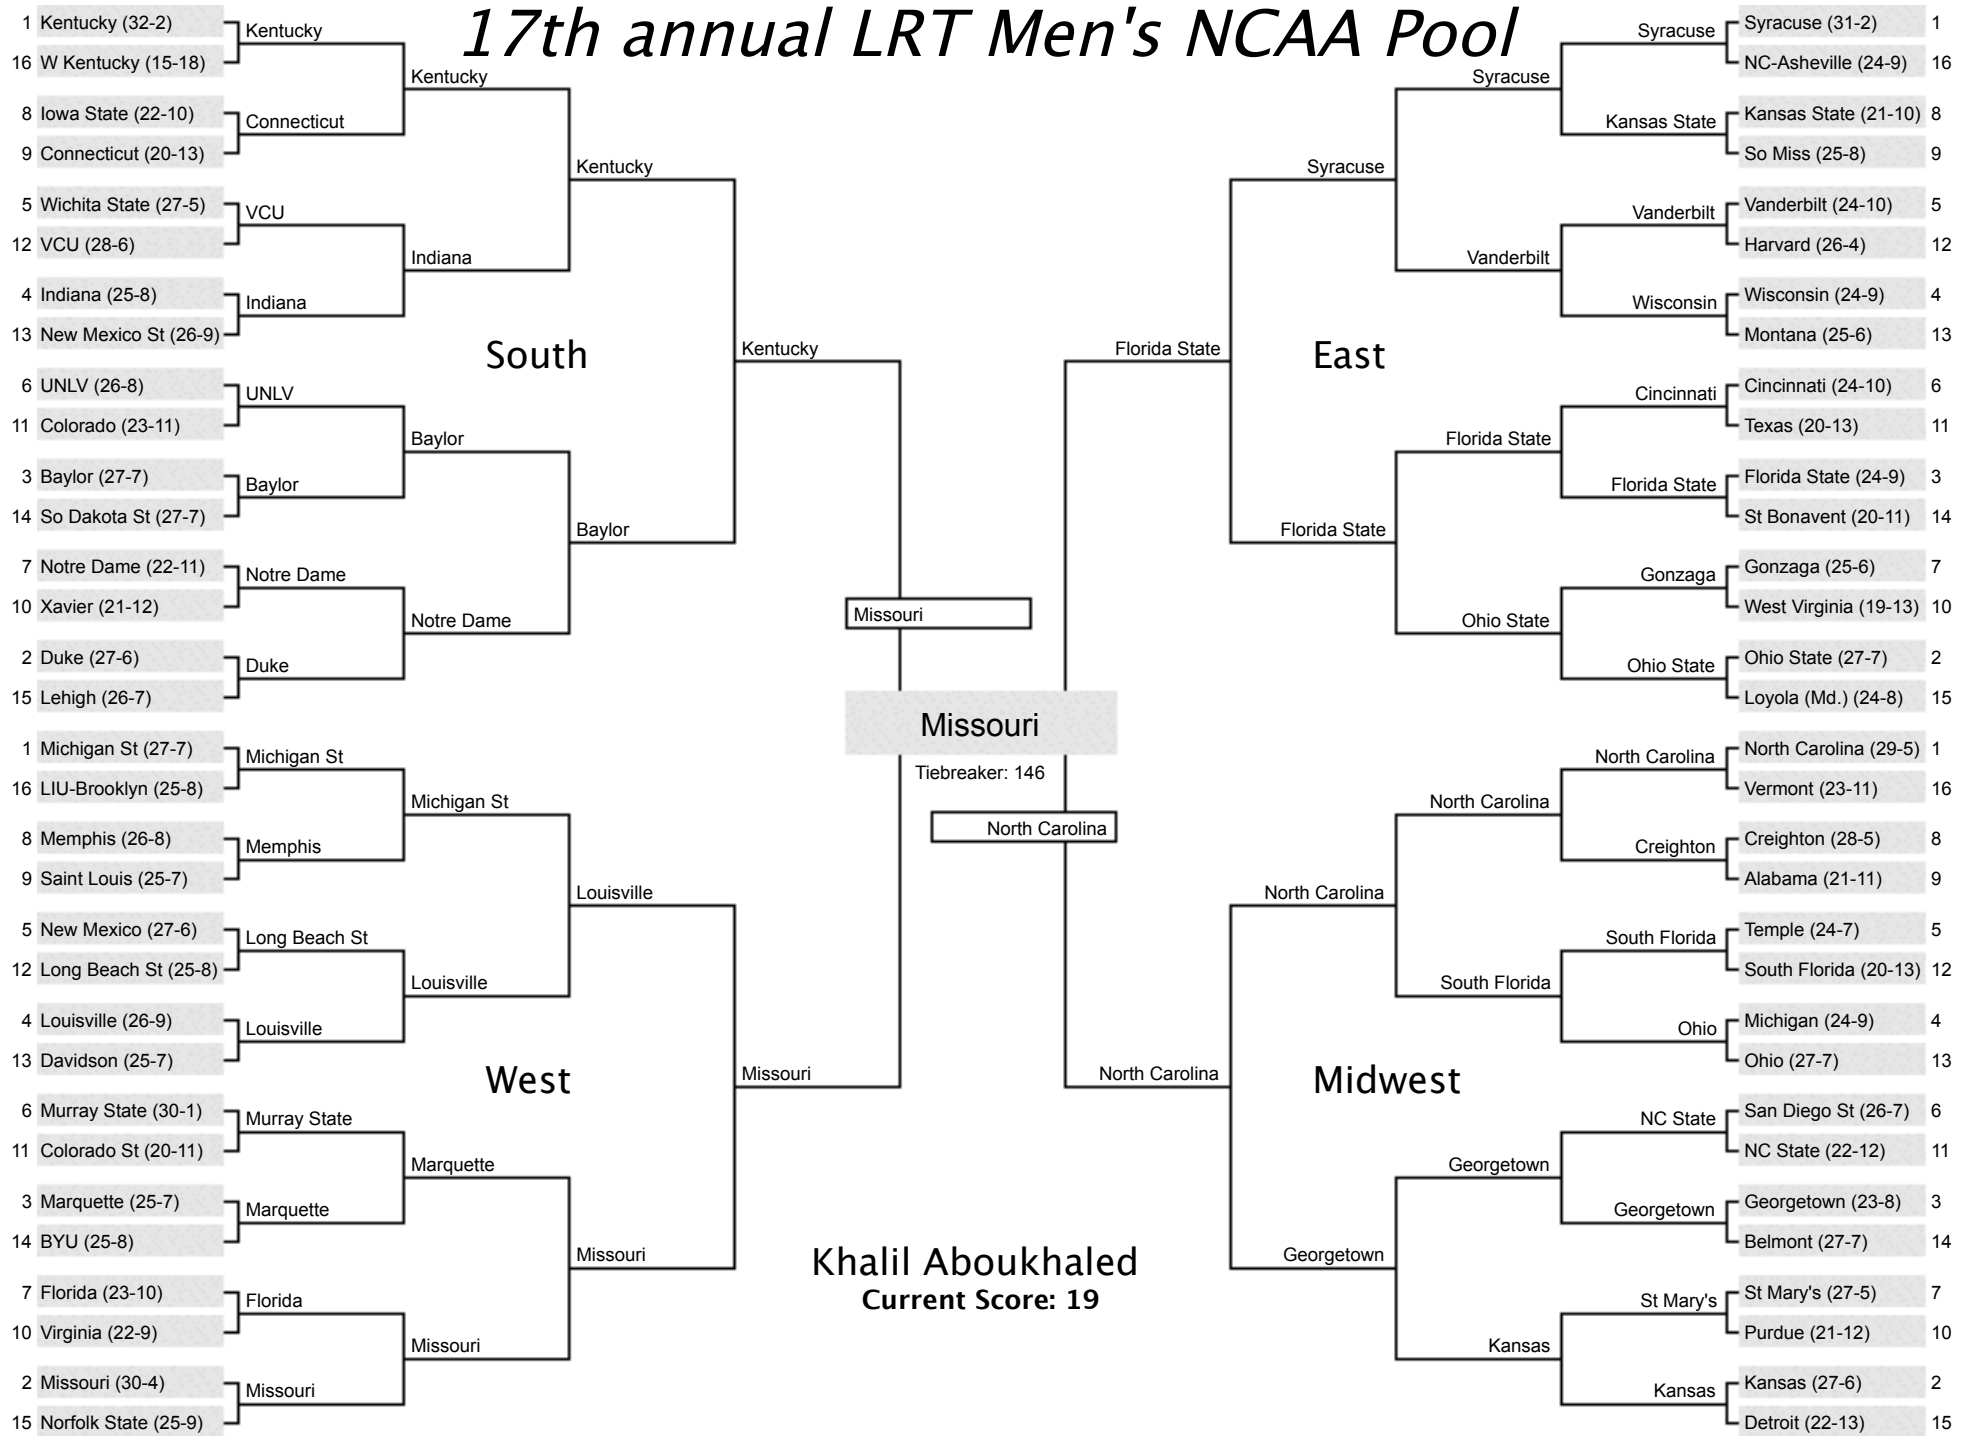 17th annual LRT Men's NCAA Pool
1 Kentucky (32-2)
16 W Kentucky (15-18)
8 Iowa State (22-10)
9 Connecticut (20-13)
5 Wichita State (27-5)
12 VCU (28-6)
4 Indiana (25-8)
13 New Mexico St (26-9)
6 UNLV (26-8)
11 Colorado (23-11)
3 Baylor (27-7)
14 So Dakota St (27-7)
7 Notre Dame (22-11)
10 Xavier (21-12)
2 Duke (27-6)
15 Lehigh (26-7)
Kentucky
Connecticut
VCU
Indiana
UNLV
Baylor
Notre Dame
Duke
Kentucky
Indiana
Baylor
Notre Dame
Kentucky
Baylor
Kentucky
South
1 Michigan St (27-7)
16 LIU-Brooklyn (25-8)
8 Memphis (26-8)
9 Saint Louis (25-7)
5 New Mexico (27-6)
12 Long Beach St (25-8)
4 Louisville (26-9)
13 Davidson (25-7)
6 Murray State (30-1)
11 Colorado St (20-11)
3 Marquette (25-7)
14 BYU (25-8)
7 Florida (23-10)
10 Virginia (22-9)
2 Missouri (30-4)
15 Norfolk State (25-9)
Michigan St
Memphis
Long Beach St
Louisville
Murray State
Marquette
Florida
Missouri
Michigan St
Louisville
Marquette
Missouri
Louisville
Missouri
Missouri
West
Missouri
Missouri
Tiebreaker: 146
North Carolina
Khalil Aboukhaled
Current Score: 19
Syracuse (31-2) 1
NC-Asheville (24-9) 16
Kansas State (21-10) 8
So Miss (25-8) 9
Vanderbilt (24-10) 5
Harvard (26-4) 12
Wisconsin (24-9) 4
Montana (25-6) 13
Cincinnati (24-10) 6
Texas (20-13) 11
Florida State (24-9) 3
St Bonavent (20-11) 14
Gonzaga (25-6) 7
West Virginia (19-13) 10
Ohio State (27-7) 2
Loyola (Md.) (24-8) 15
Syracuse
Kansas State
Vanderbilt
Wisconsin
Cincinnati
Florida State
Gonzaga
Ohio State
Syracuse
Vanderbilt
Florida State
Ohio State
Syracuse
Florida State
Florida State
East
North Carolina (29-5) 1
Vermont (23-11) 16
Creighton (28-5) 8
Alabama (21-11) 9
Temple (24-7) 5
South Florida (20-13) 12
Michigan (24-9) 4
Ohio (27-7) 13
San Diego St (26-7) 6
NC State (22-12) 11
Georgetown (23-8) 3
Belmont (27-7) 14
St Mary's (27-5) 7
Purdue (21-12) 10
Kansas (27-6) 2
Detroit (22-13) 15
North Carolina
Creighton
South Florida
Ohio
NC State
Georgetown
St Mary's
Kansas
North Carolina
South Florida
Georgetown
Kansas
North Carolina
Georgetown
North Carolina
Midwest